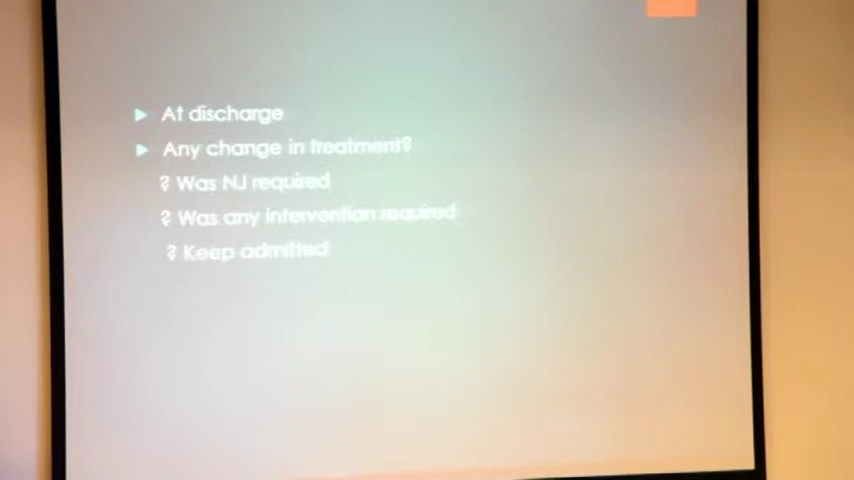 At discharge
Any change in treatment?
? Was NJ required
? Was any intervention required
? Keep admitted